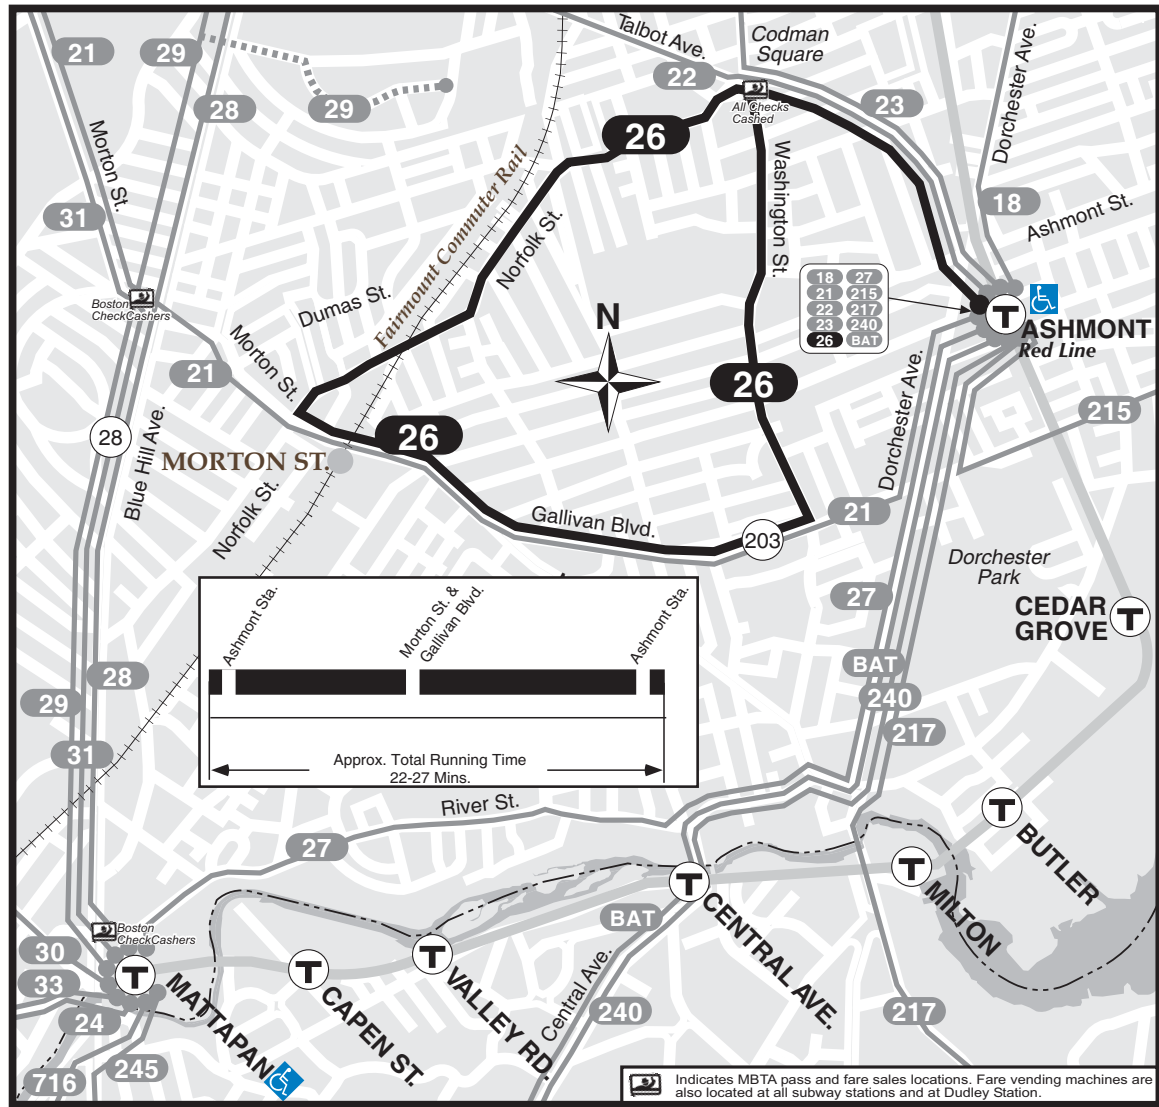 21
29
28
29
Talbot Ave.
22
Codman
Square
23
Dorchester Ave.
All Checks
Cashed
26
Morton St.
31
Fairmount Commuter Rail
Norfolk St.
Washington St.
18
Ashmont St.
18 27
21 215
22 217
23 240
26 BAT
Boston
CheckCashers
Dumas St.
N
T
ASHMONT
Red Line
Morton St.
21
26
26
Dorchester Ave.
215
28
Blue Hill Ave.
MORTON ST.
Norfolk St.
Gallivan Blvd.
203
21
Dorchester
Park
27
CEDAR
GROVE
T
Ashmont Sta.
Morton St. &
Gallivan Blvd.
Ashmont Sta.
Approx. Total Running Time
22-27 Mins.
28
29
31
BAT
240
217
River St.
27
T
BUTLER
T
MILTON
T
CENTRAL AVE.
BAT
Boston
CheckCashers
30
33
24
T
MATTAPAN
T
CAPEN ST.
T
VALLEY RD.
Central Ave.
240
217
716
245
Indicates MBTA pass and fare sales locations. Fare vending machines are
also located at all subway stations and at Dudley Station.